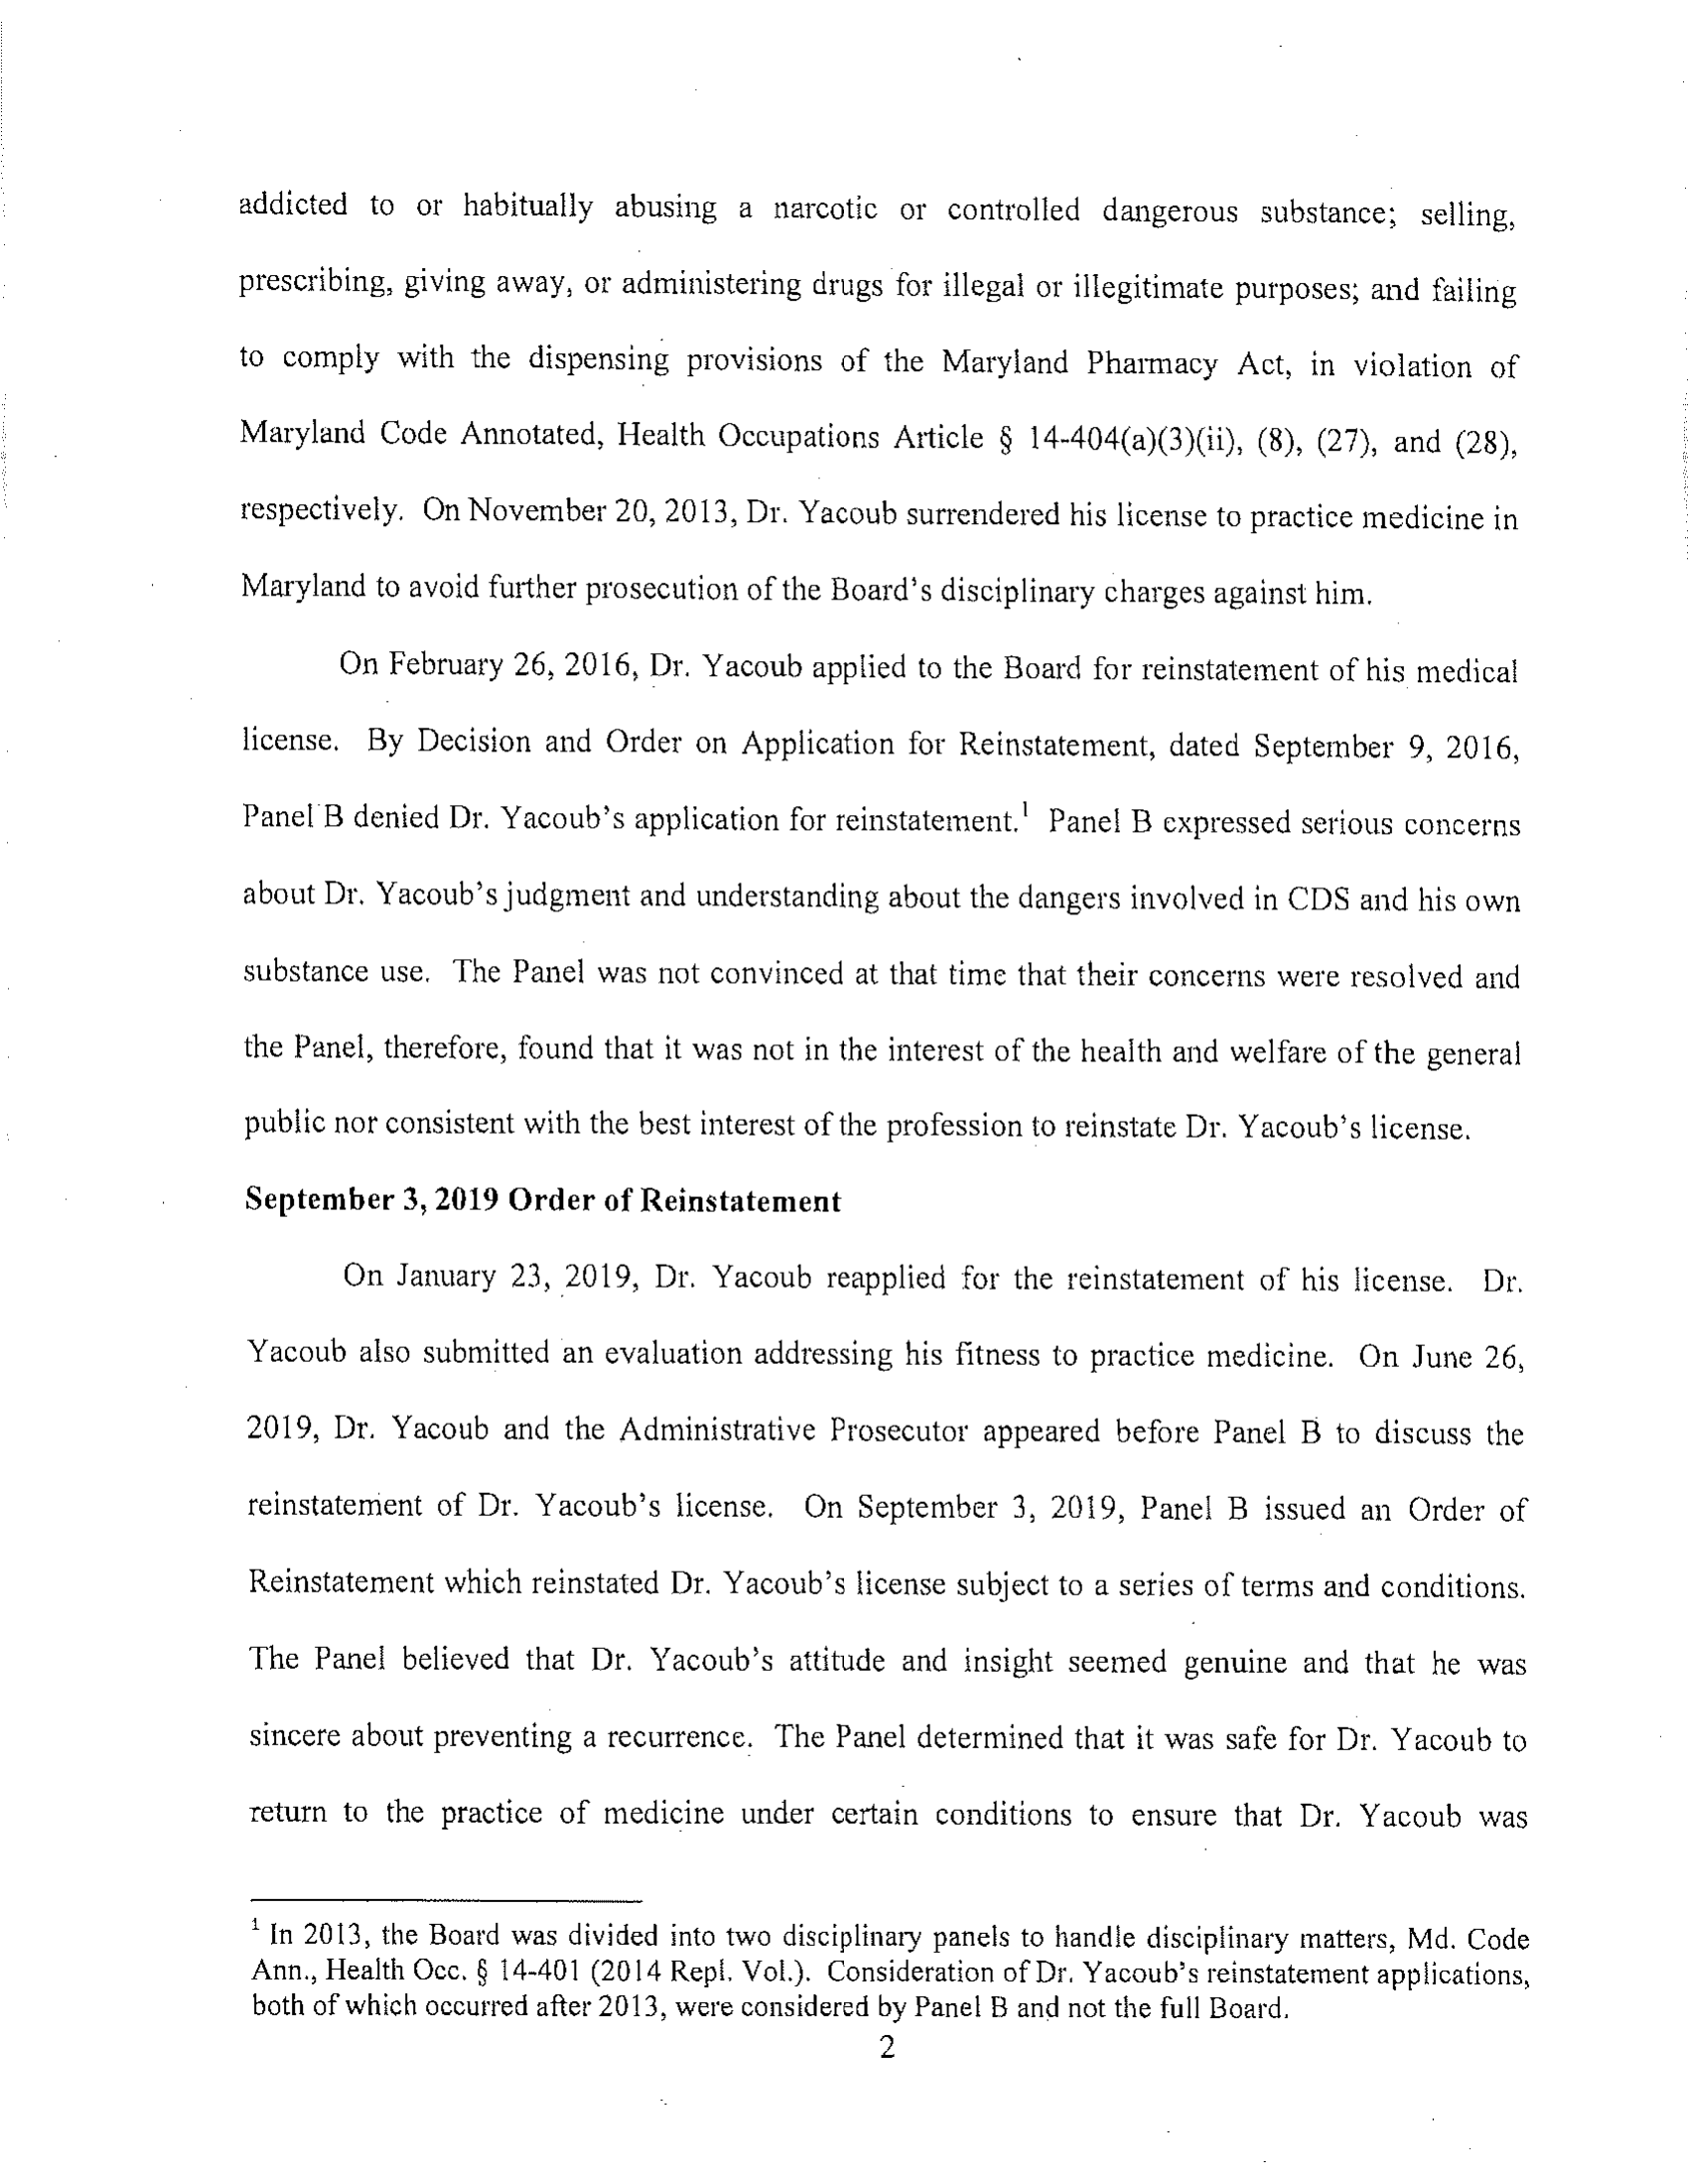 addicted to or habitually abusing a narcotic or controlled dangerous substance; selling,
prescribing, giving away, or administering drugs for illegal or illegitimate purposes; and failing
to comply with the dispensing provisions of the Maryland Pharmacy Act, in violation of
Maryland Code Annotated, Health Occupations Article § 14-404(a)(3)(ii), (8), (27), and (28),
respectively. On November 20, 2013, Dr. Yacoub surrendered his license to practice medicine in
Maryland to avoid further prosecution of the Board's disciplinary charges against him.
On February 26, 2016, Dr. Yacoub applied to the Board for reinstatement of his medical
license. By Decision and Order on Application for Reinstatement, dated September 9, 2016,
Panel B denied Dr. Yacoub's application for reinstatement.¹ Panel B expressed serious concerns
about Dr. Yacoub's judgment and understanding about the dangers involved in CDS and his own
substance use. The Panel was not convinced at that time that their concerns were resolved and
the Panel, therefore, found that it was not in the interest of the health and welfare of the general
public nor consistent with the best interest of the profession to reinstate Dr. Yacoub's license.
September 3, 2019 Order of Reinstatement
On January 23, 2019, Dr. Yacoub reapplied for the reinstatement of his license. Dr.
Yacoub also submitted an evaluation addressing his fitness to practice medicine. On June 26,
2019, Dr. Yacoub and the Administrative Prosecutor appeared before Panel B to discuss the
reinstatement of Dr. Yacoub's license. On September 3, 2019, Panel B issued an Order of
Reinstatement which reinstated Dr. Yacoub's license subject to a series of terms and conditions.
The Panel believed that Dr. Yacoub's attitude and insight seemed genuine and that he was
sincere about preventing a recurrence. The Panel determined that it was safe for Dr. Yacoub to
return to the practice of medicine under certain conditions to ensure that Dr. Yacoub was
¹ In 2013, the Board was divided into two disciplinary panels to handle disciplinary matters, Md. Code
Ann., Health Occ. § 14-401 (2014 Repl. Vol.). Consideration of Dr. Yacoub's reinstatement applications,
both of which occurred after 2013, were considered by Panel B and not the full Board.
2